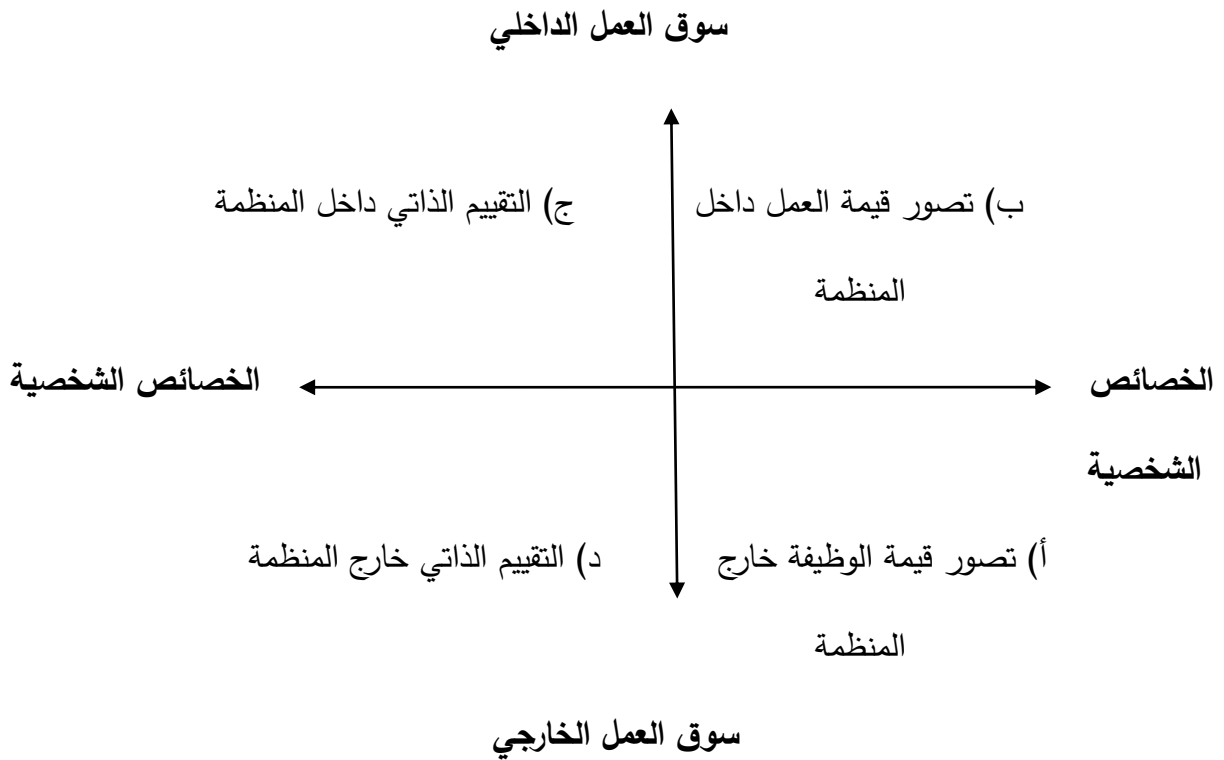 سوق العمل الداخلي
ب) تصور قيمة العمل داخل
المنظمة
ج) التقييم الذاتي داخل المنظمة
الخصائص
الشخصية
الخصائص الشخصية
أ) تصور قيمة الوظيفة خارج
المنظمة
د) التقييم الذاتي خارج المنظمة
سوق العمل الخارجي